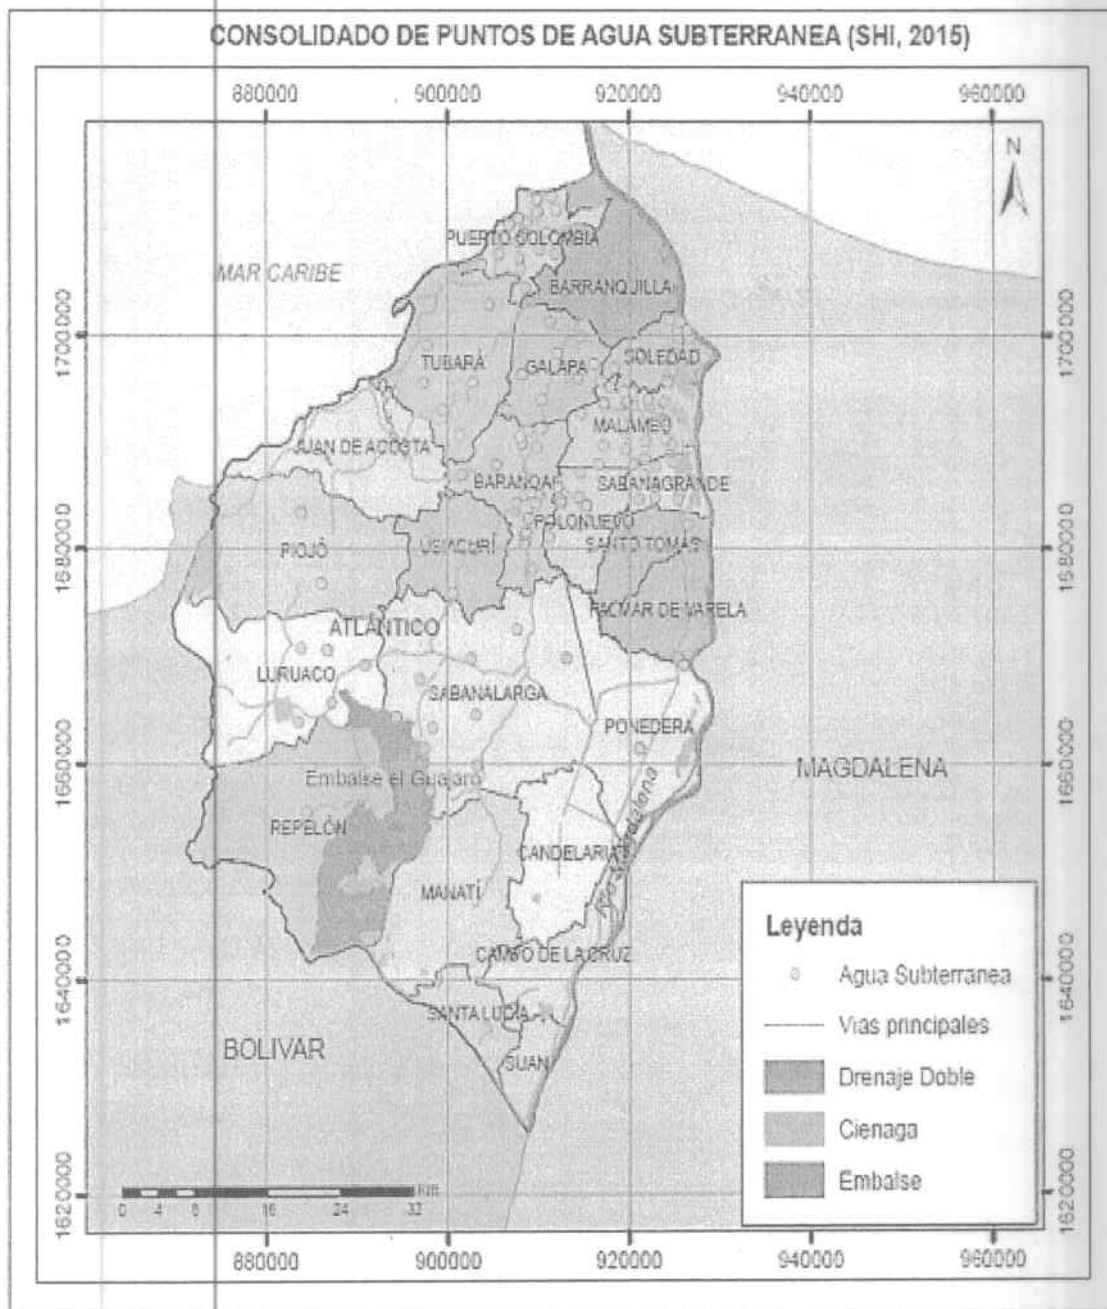 CONSOLIDADO DE PUNTOS DE AGUA SUBTERRANEA (SHI, 2015)
880000 900000 920000 940000 960000
N
PUERTO COLOMBIA
MAR CARIBE
BARRANQUILLA
1700000 1700000
TUBARÁ
GALAPA
SOLEDAD
MALAMBO
JUAN DE ACOSTA
BARANOA
SABANAGRANDE
POLONUEVO
PIOJÓ
USIACURÍ
SANTO TOMÁS
1680000 1680000
PALMAR DE VARELA
ATLÁNTICO
LURUACO
SABANALARGA
PONEDERA
1660000 1660000
Embalse el Guajaro
MAGDALENA
REPELÓN
Rio Magdalena
CANDELARIA
MANATÍ
CAMPO DE LA CRUZ
1640000 1640000
SANTA LUCÍA
BOLIVAR
SUAN
Leyenda
Agua Subterranea
Vias principales
Drenaje Doble
Cienaga
Embalse
Km
0 4 8 16 24 32
1620000 1620000
880000 900000 920000 940000 960000